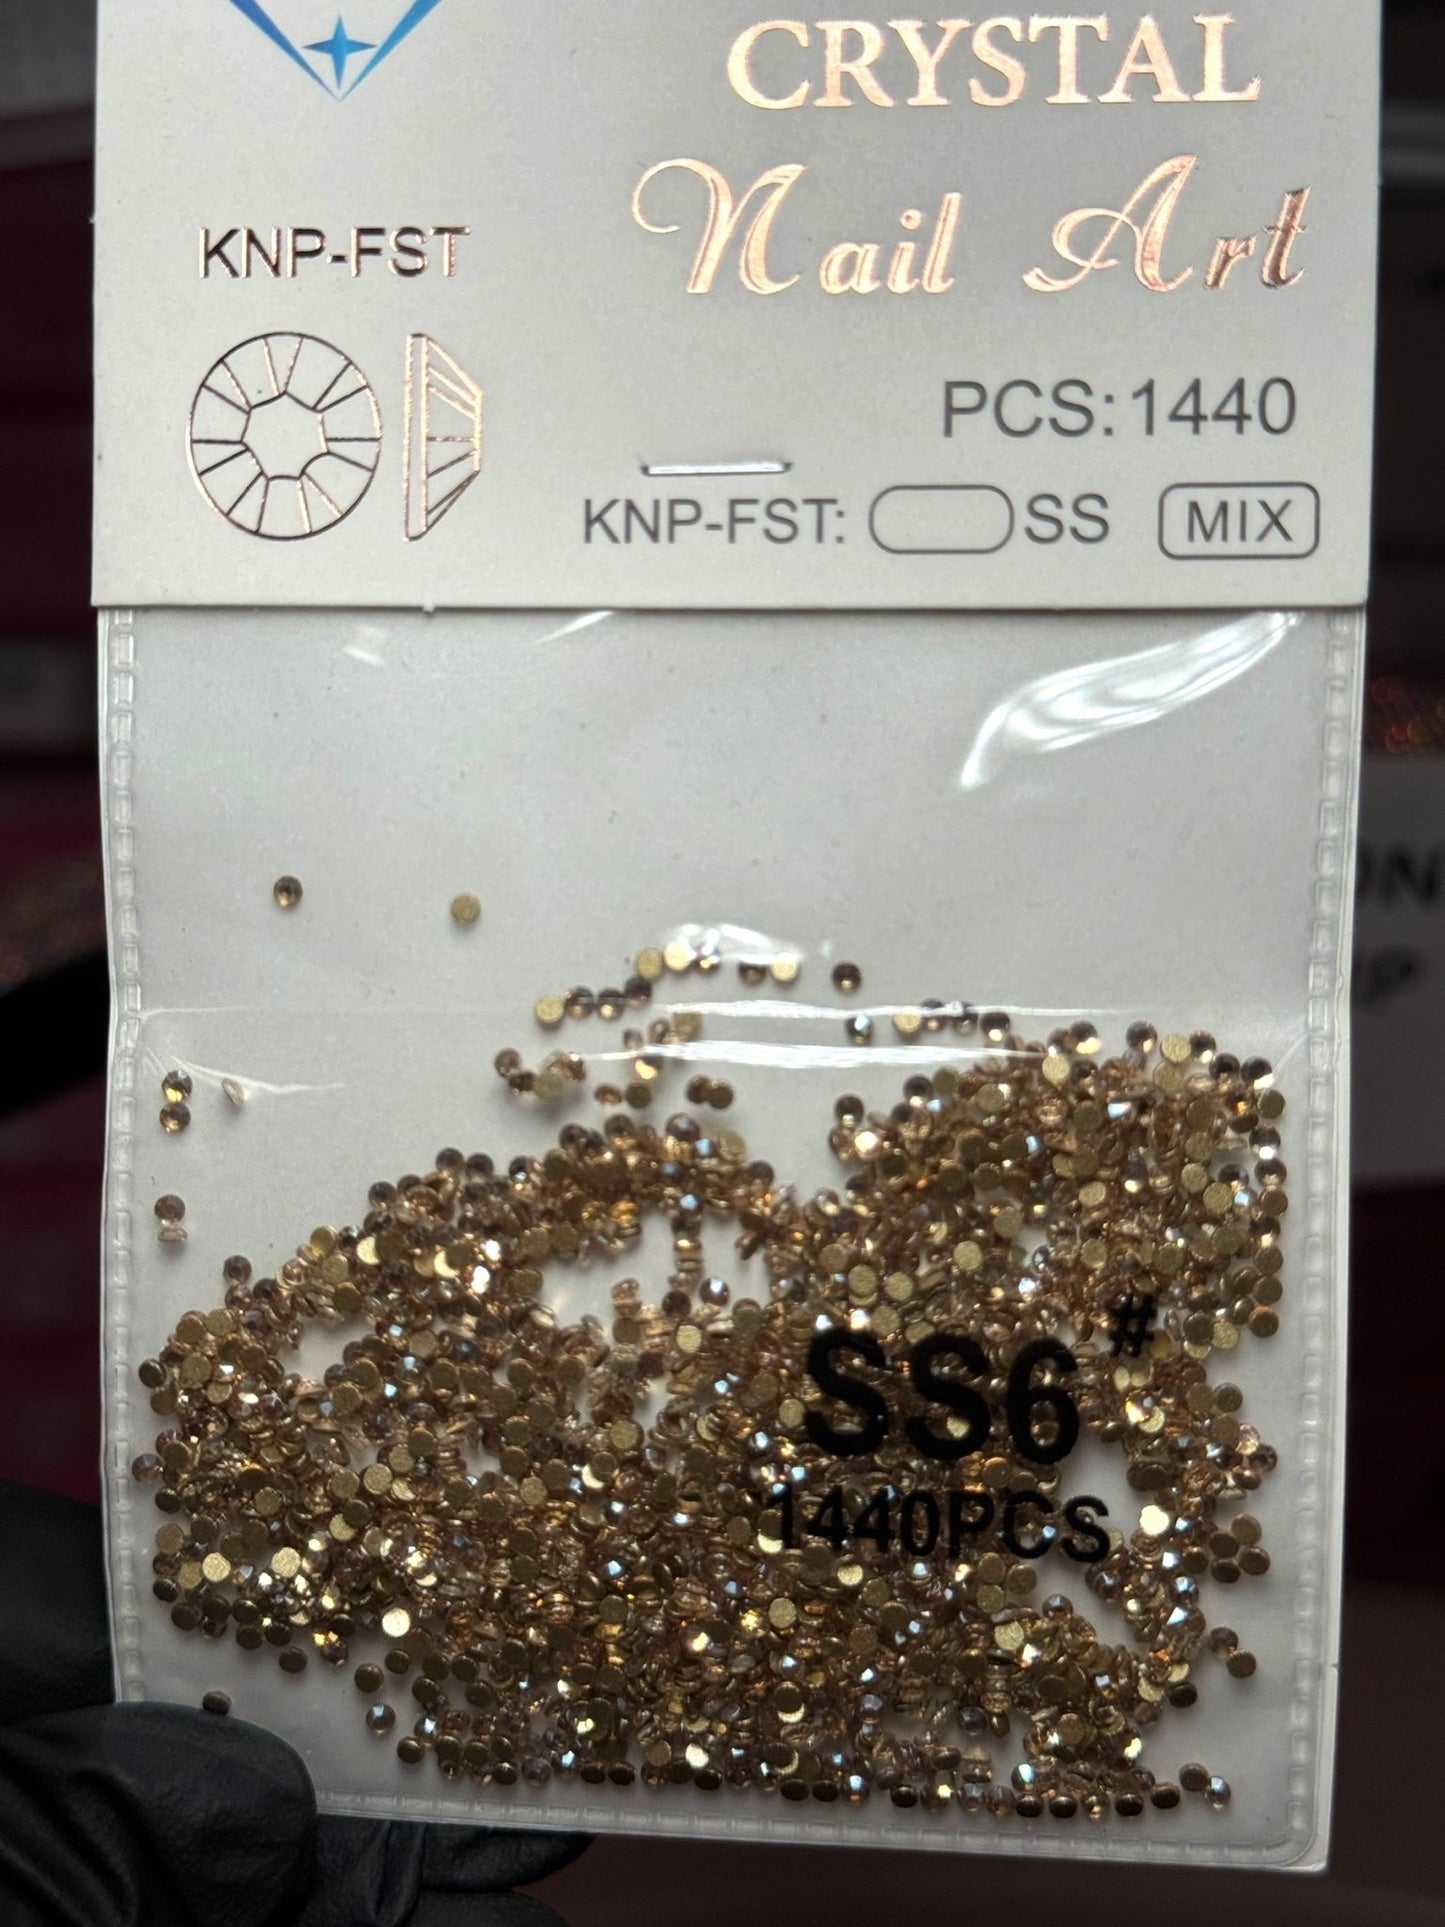 CRYSTAL
Nail Art
KNP-FST
PCS:1440
KNP-FST: SS MIX
SS6#
1440PCS